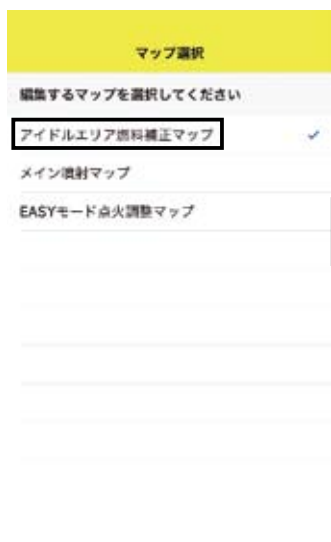 マップ選択
編集するマップを選択してください
アイドルエリア燃料補正マップ
メイン噴射マップ
EASYモード点火調整マップ